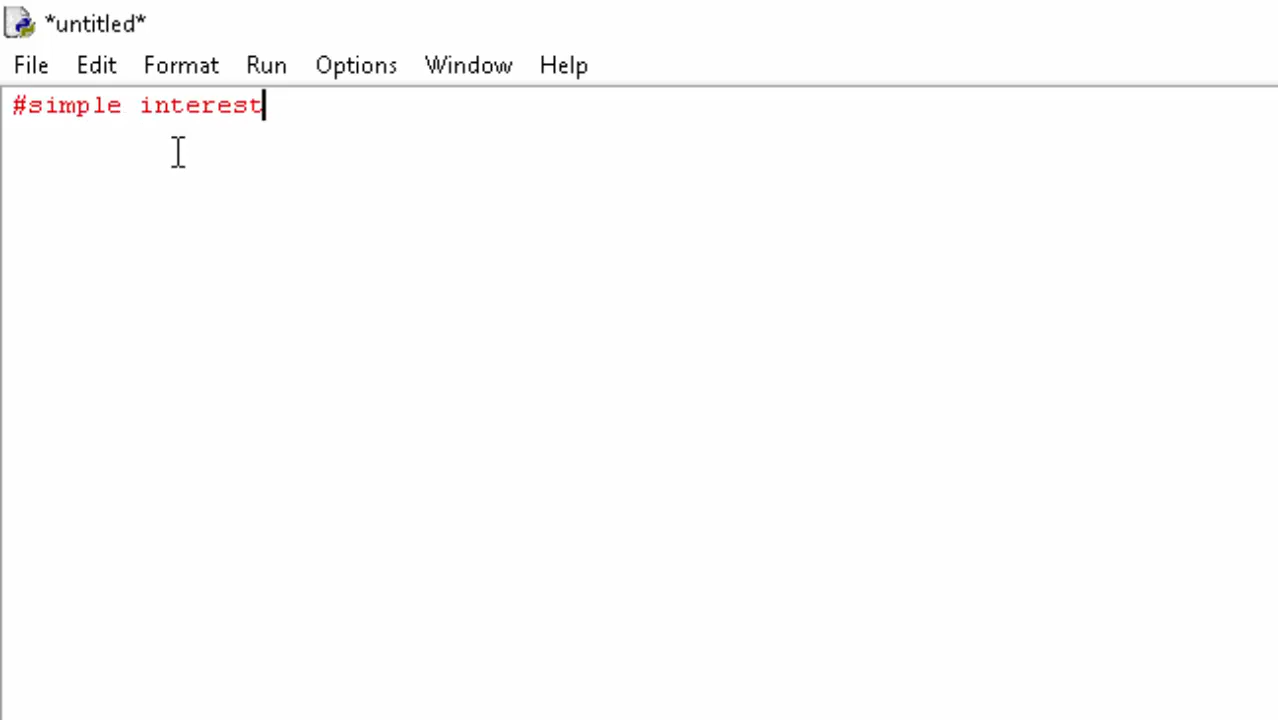 *untitled*
File Edit Format Run Options Window Help
#simple interest